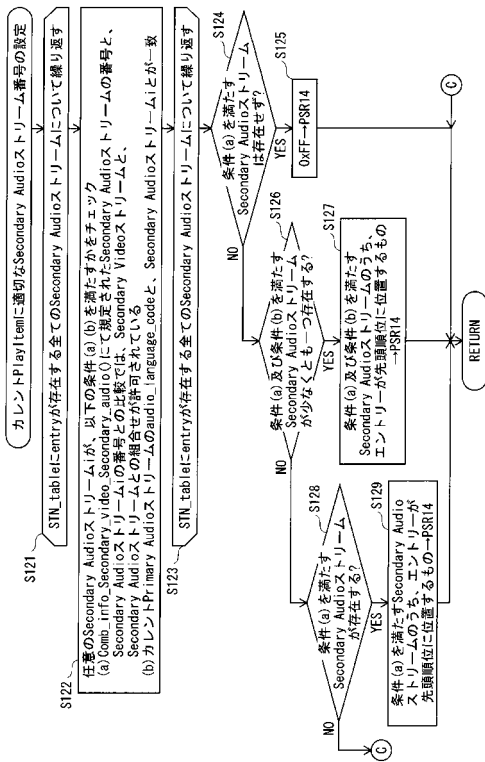 カレントPlayItemに適切なSecondary Audioストリーム番号の設定
S121
STN_tableにentryが存在する全てのSecondary Audioストリームについて繰り返す
S122
任意のSecondary Audioストリームiが、以下の条件(a)(b)を満たすかをチェック
(a)Comb_info_Secondary_video_Secondary_audio()にて規定されたSecondary Audioストリームの番号と、
Secondary Audioストリームiの番号との比較では、Secondary Videoストリームと、
Secondary Audioストリームとの組合せが許可されている
(b)カレントPrimary Audioストリームのaudio_language_codeと、Secondary Audioストリームiとが一致
S123
STN_tableにentryが存在する全てのSecondary Audioストリームについて繰り返す
S124
条件(a)を満たす
Secondary Audioストリーム
は存在せず?
NO
YES
S125
0xFF→PSR14
S126
条件(a)及び条件(b)を満たす
Secondary Audioストリーム
が少なくとも一つ存在する?
NO
YES
S127
条件(a)及び条件(b)を満たす
Secondary Audioストリームのうち、
エントリーが先頭順位に位置するもの
→PSR14
S128
条件(a)を満たす
Secondary Audioストリーム
が存在する?
NO
YES
S129
条件(a)を満たすSecondary Audio
ストリームのうち、エントリーが
先頭順位に位置するもの→PSR14
C
C
RETURN